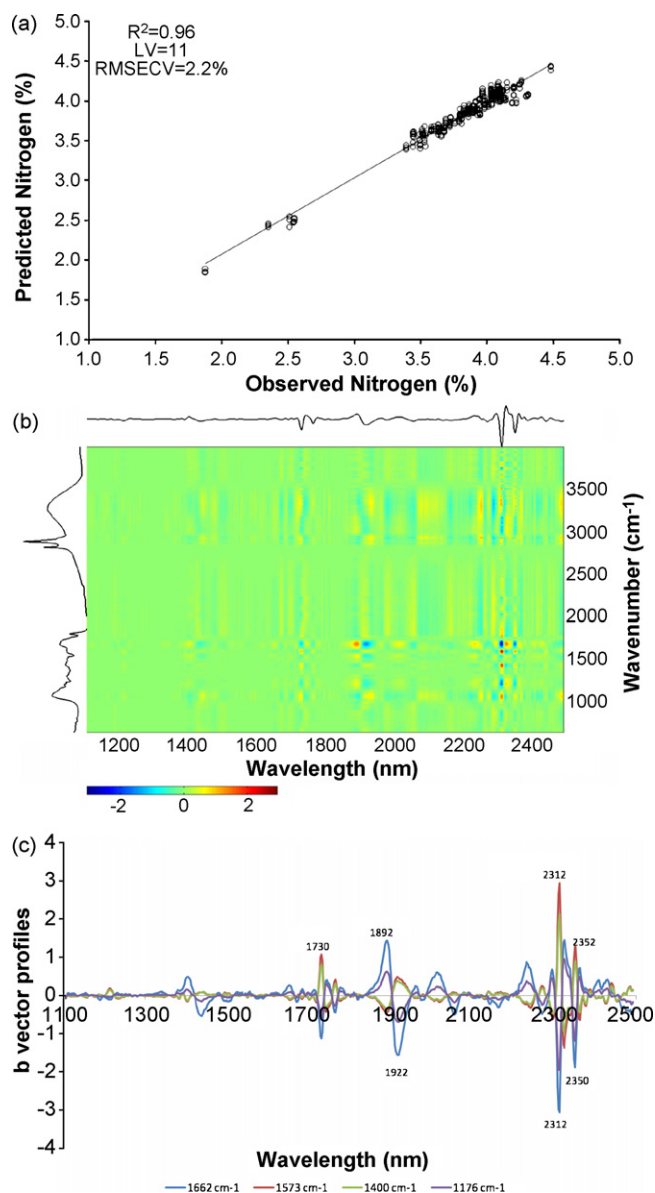 (a)
R²=0.96
LV=11
RMSECV=2.2%
Predicted Nitrogen (%)
5.0
4.5
4.0
3.5
3.0
2.5
2.0
1.5
1.0
1.0 1.5 2.0 2.5 3.0 3.5 4.0 4.5 5.0
Observed Nitrogen (%)
(b)
3500
3000
2500
2000
1500
1000
Wavenumber (cm-1)
1200 1400 1600 1800 2000 2200 2400
Wavelength (nm)
-2 0 2
(c)
b vector profiles
4
3
2
1
0
-1
-2
-3
-4
2312
2352
1730
1892
1100 1300 1500 1700 1900 2100 2300 2500
1922
2350
2312
Wavelength (nm)
1662 cm-1 1573 cm-1 1400 cm-1 1176 cm-1